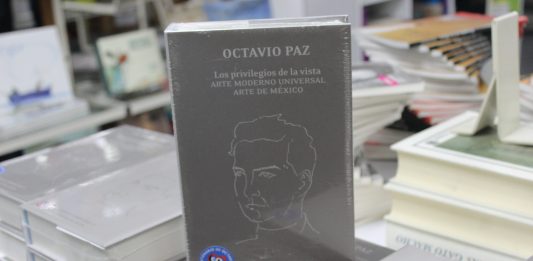 OCTAVIO PAZ
Los privilegios de la vista
ARTE MODERNO UNIVERSAL
ARTE DE MÉXICO